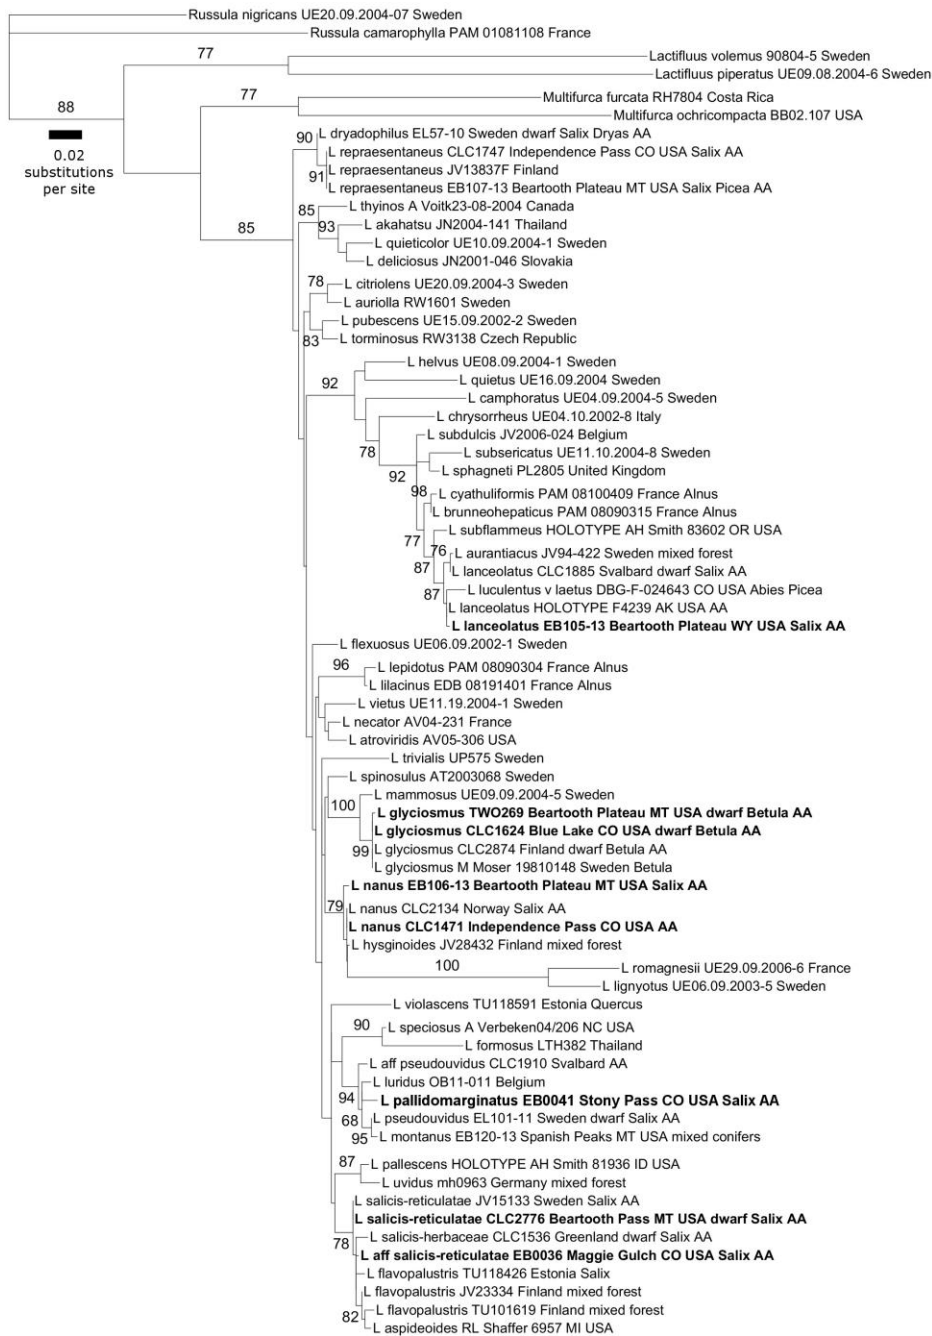 Russula nigricans UE20.09.2004-07 Sweden
Russula camarophylla PAM 01081108 France
77
Lactifluus volemus 90804-5 Sweden
Lactifluus piperatus UE09.08.2004-6 Sweden
77
Multifurca furcata RH7804 Costa Rica
88
Multifurca ochricompacta BB02.107 USA
0.02
substitutions
per site
90
L dryadophilus EL57-10 Sweden dwarf Salix Dryas AA
L repraesentaneus CLC1747 Independence Pass CO USA Salix AA
L repraesentaneus JV13837F Finland
91
L repraesentaneus EB107-13 Beartooth Plateau MT USA Salix Picea AA
85
L thyinos A Voitk23-08-2004 Canada
85
93
L akahatsu JN2004-141 Thailand
L quieticolor UE10.09.2004-1 Sweden
L deliciosus JN2001-046 Slovakia
78
L citriolens UE20.09.2004-3 Sweden
L auriolla RW1601 Sweden
L pubescens UE15.09.2002-2 Sweden
83
L torminosus RW3138 Czech Republic
L helvus UE08.09.2004-1 Sweden
92
L quietus UE16.09.2004 Sweden
L camphoratus UE04.09.2004-5 Sweden
L chrysorrheus UE04.10.2002-8 Italy
L subdulcis JV2006-024 Belgium
78
L subsericatus UE11.10.2004-8 Sweden
92
L sphagneti PL2805 United Kingdom
98
L cyathuliformis PAM 08100409 France Alnus
L brunneohepaticus PAM 08090315 France Alnus
L subflammeus HOLOTYPE AH Smith 83602 OR USA
77
76
L aurantiacus JV94-422 Sweden mixed forest
87
L lanceolatus CLC1885 Svalbard dwarf Salix AA
L luculentus v laetus DBG-F-024643 CO USA Abies Picea
87
L lanceolatus HOLOTYPE F4239 AK USA AA
L lanceolatus EB105-13 Beartooth Plateau WY USA Salix AA
L flexuosus UE06.09.2002-1 Sweden
96
L lepidotus PAM 08090304 France Alnus
L lilacinus EDB 08191401 France Alnus
L vietus UE11.19.2004-1 Sweden
L necator AV04-231 France
L atroviridis AV05-306 USA
L trivialis UP575 Sweden
L spinosulus AT2003068 Sweden
L mammosus UE09.09.2004-5 Sweden
100
L glyciosmus TWO269 Beartooth Plateau MT USA dwarf Betula AA
L glyciosmus CLC1624 Blue Lake CO USA dwarf Betula AA
99
L glyciosmus CLC2874 Finland dwarf Betula AA
L glyciosmus M Moser 19810148 Sweden Betula
L nanus EB106-13 Beartooth Plateau MT USA Salix AA
79
L nanus CLC2134 Norway Salix AA
L nanus CLC1471 Independence Pass CO USA AA
L hysginoides JV28432 Finland mixed forest
100
L romagnesii UE29.09.2006-6 France
L lignyotus UE06.09.2003-5 Sweden
L violascens TU118591 Estonia Quercus
90
L speciosus A Verbeken04/206 NC USA
L formosus LTH382 Thailand
L aff pseudouvidus CLC1910 Svalbard AA
L luridus OB11-011 Belgium
94
L pallidomarginatus EB0041 Stony Pass CO USA Salix AA
68
L pseudouvidus EL101-11 Sweden dwarf Salix AA
95
L montanus EB120-13 Spanish Peaks MT USA mixed conifers
87
L pallescens HOLOTYPE AH Smith 81936 ID USA
L uvidus mh0963 Germany mixed forest
L salicis-reticulatae JV15133 Sweden Salix AA
L salicis-reticulatae CLC2776 Beartooth Pass MT USA dwarf Salix AA
78
L salicis-herbaceae CLC1536 Greenland dwarf Salix AA
L aff salicis-reticulatae EB0036 Maggie Gulch CO USA Salix AA
L flavopalustris TU118426 Estonia Salix
L flavopalustris JV23334 Finland mixed forest
82
L flavopalustris TU101619 Finland mixed forest
L aspideoides RL Shaffer 6957 MI USA